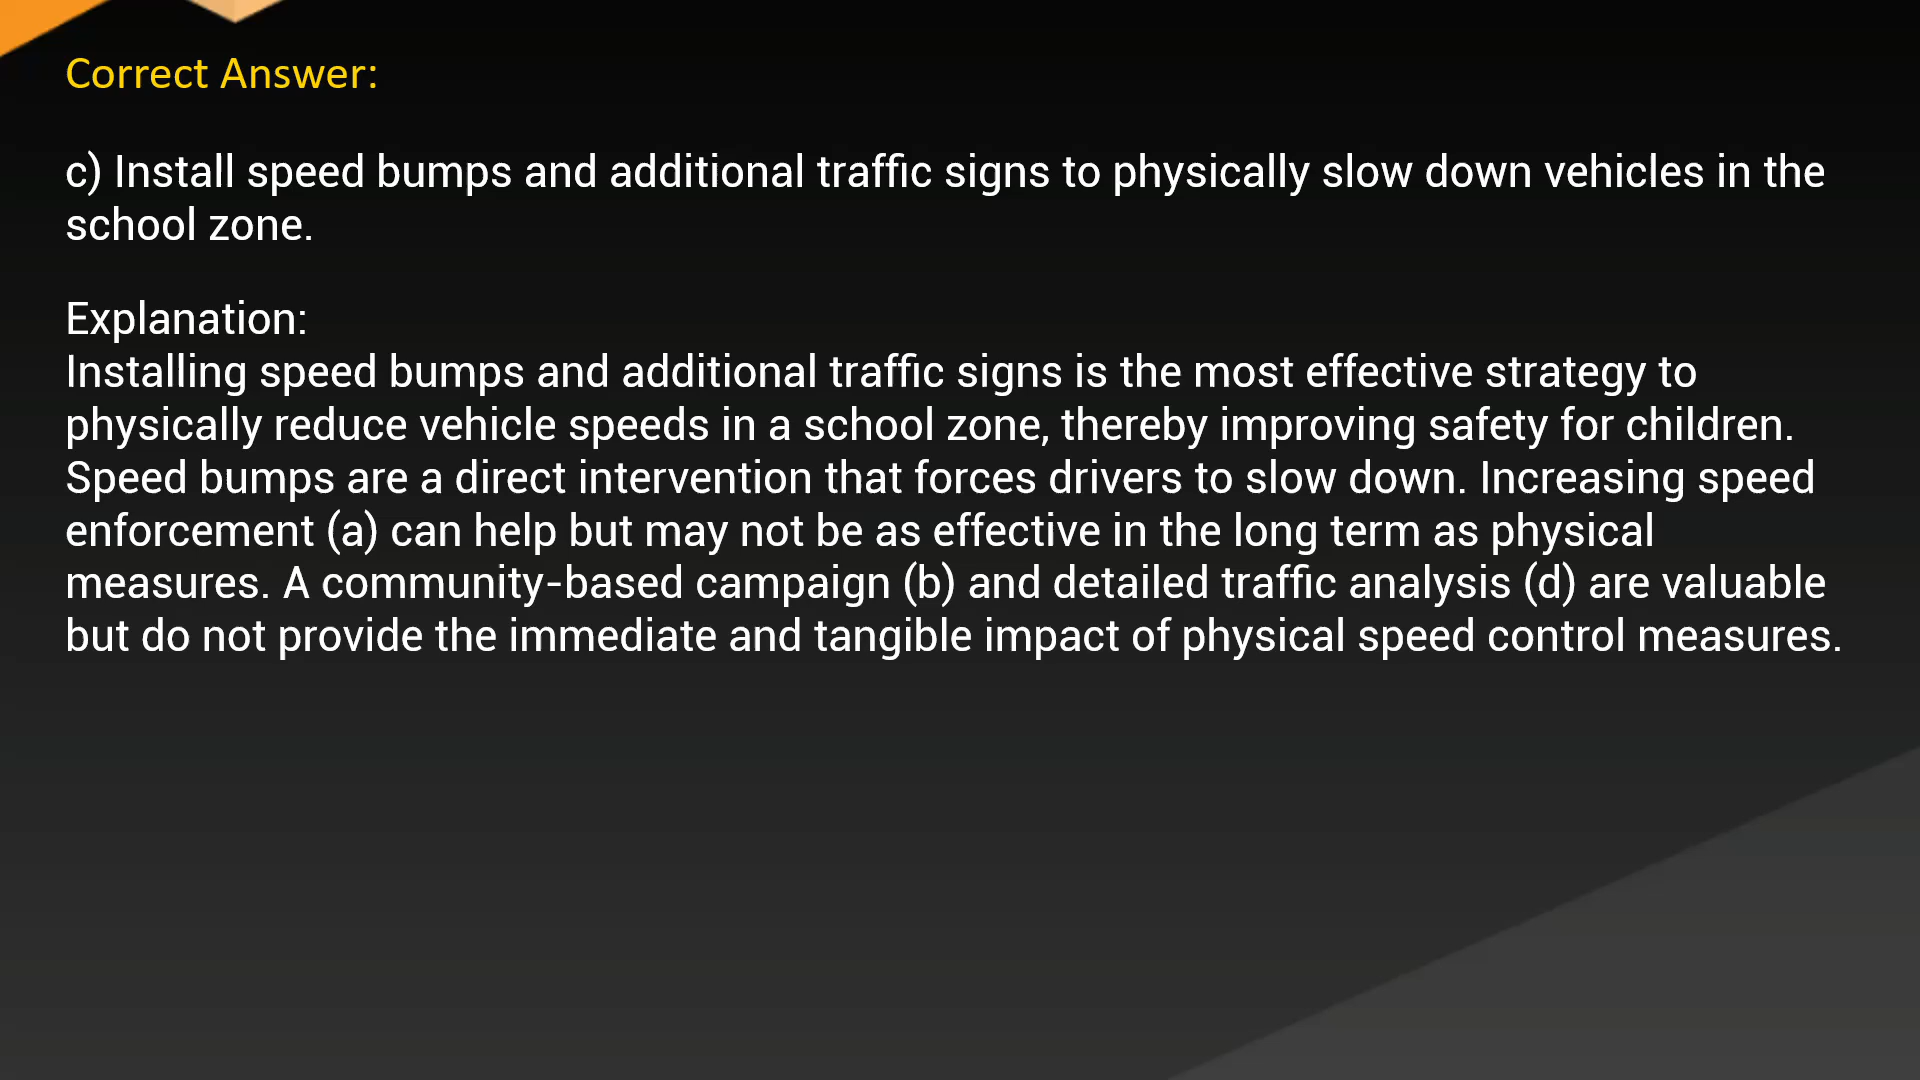 Correct Answer:
c) Install speed bumps and additional traffic signs to physically slow down vehicles in the
school zone.
Explanation:
Installing speed bumps and additional traffic signs is the most effective strategy to
physically reduce vehicle speeds in a school zone, thereby improving safety for children.
Speed bumps are a direct intervention that forces drivers to slow down. Increasing speed
enforcement (a) can help but may not be as effective in the long term as physical
measures. A community-based campaign (b) and detailed traffic analysis (d) are valuable
but do not provide the immediate and tangible impact of physical speed control measures.